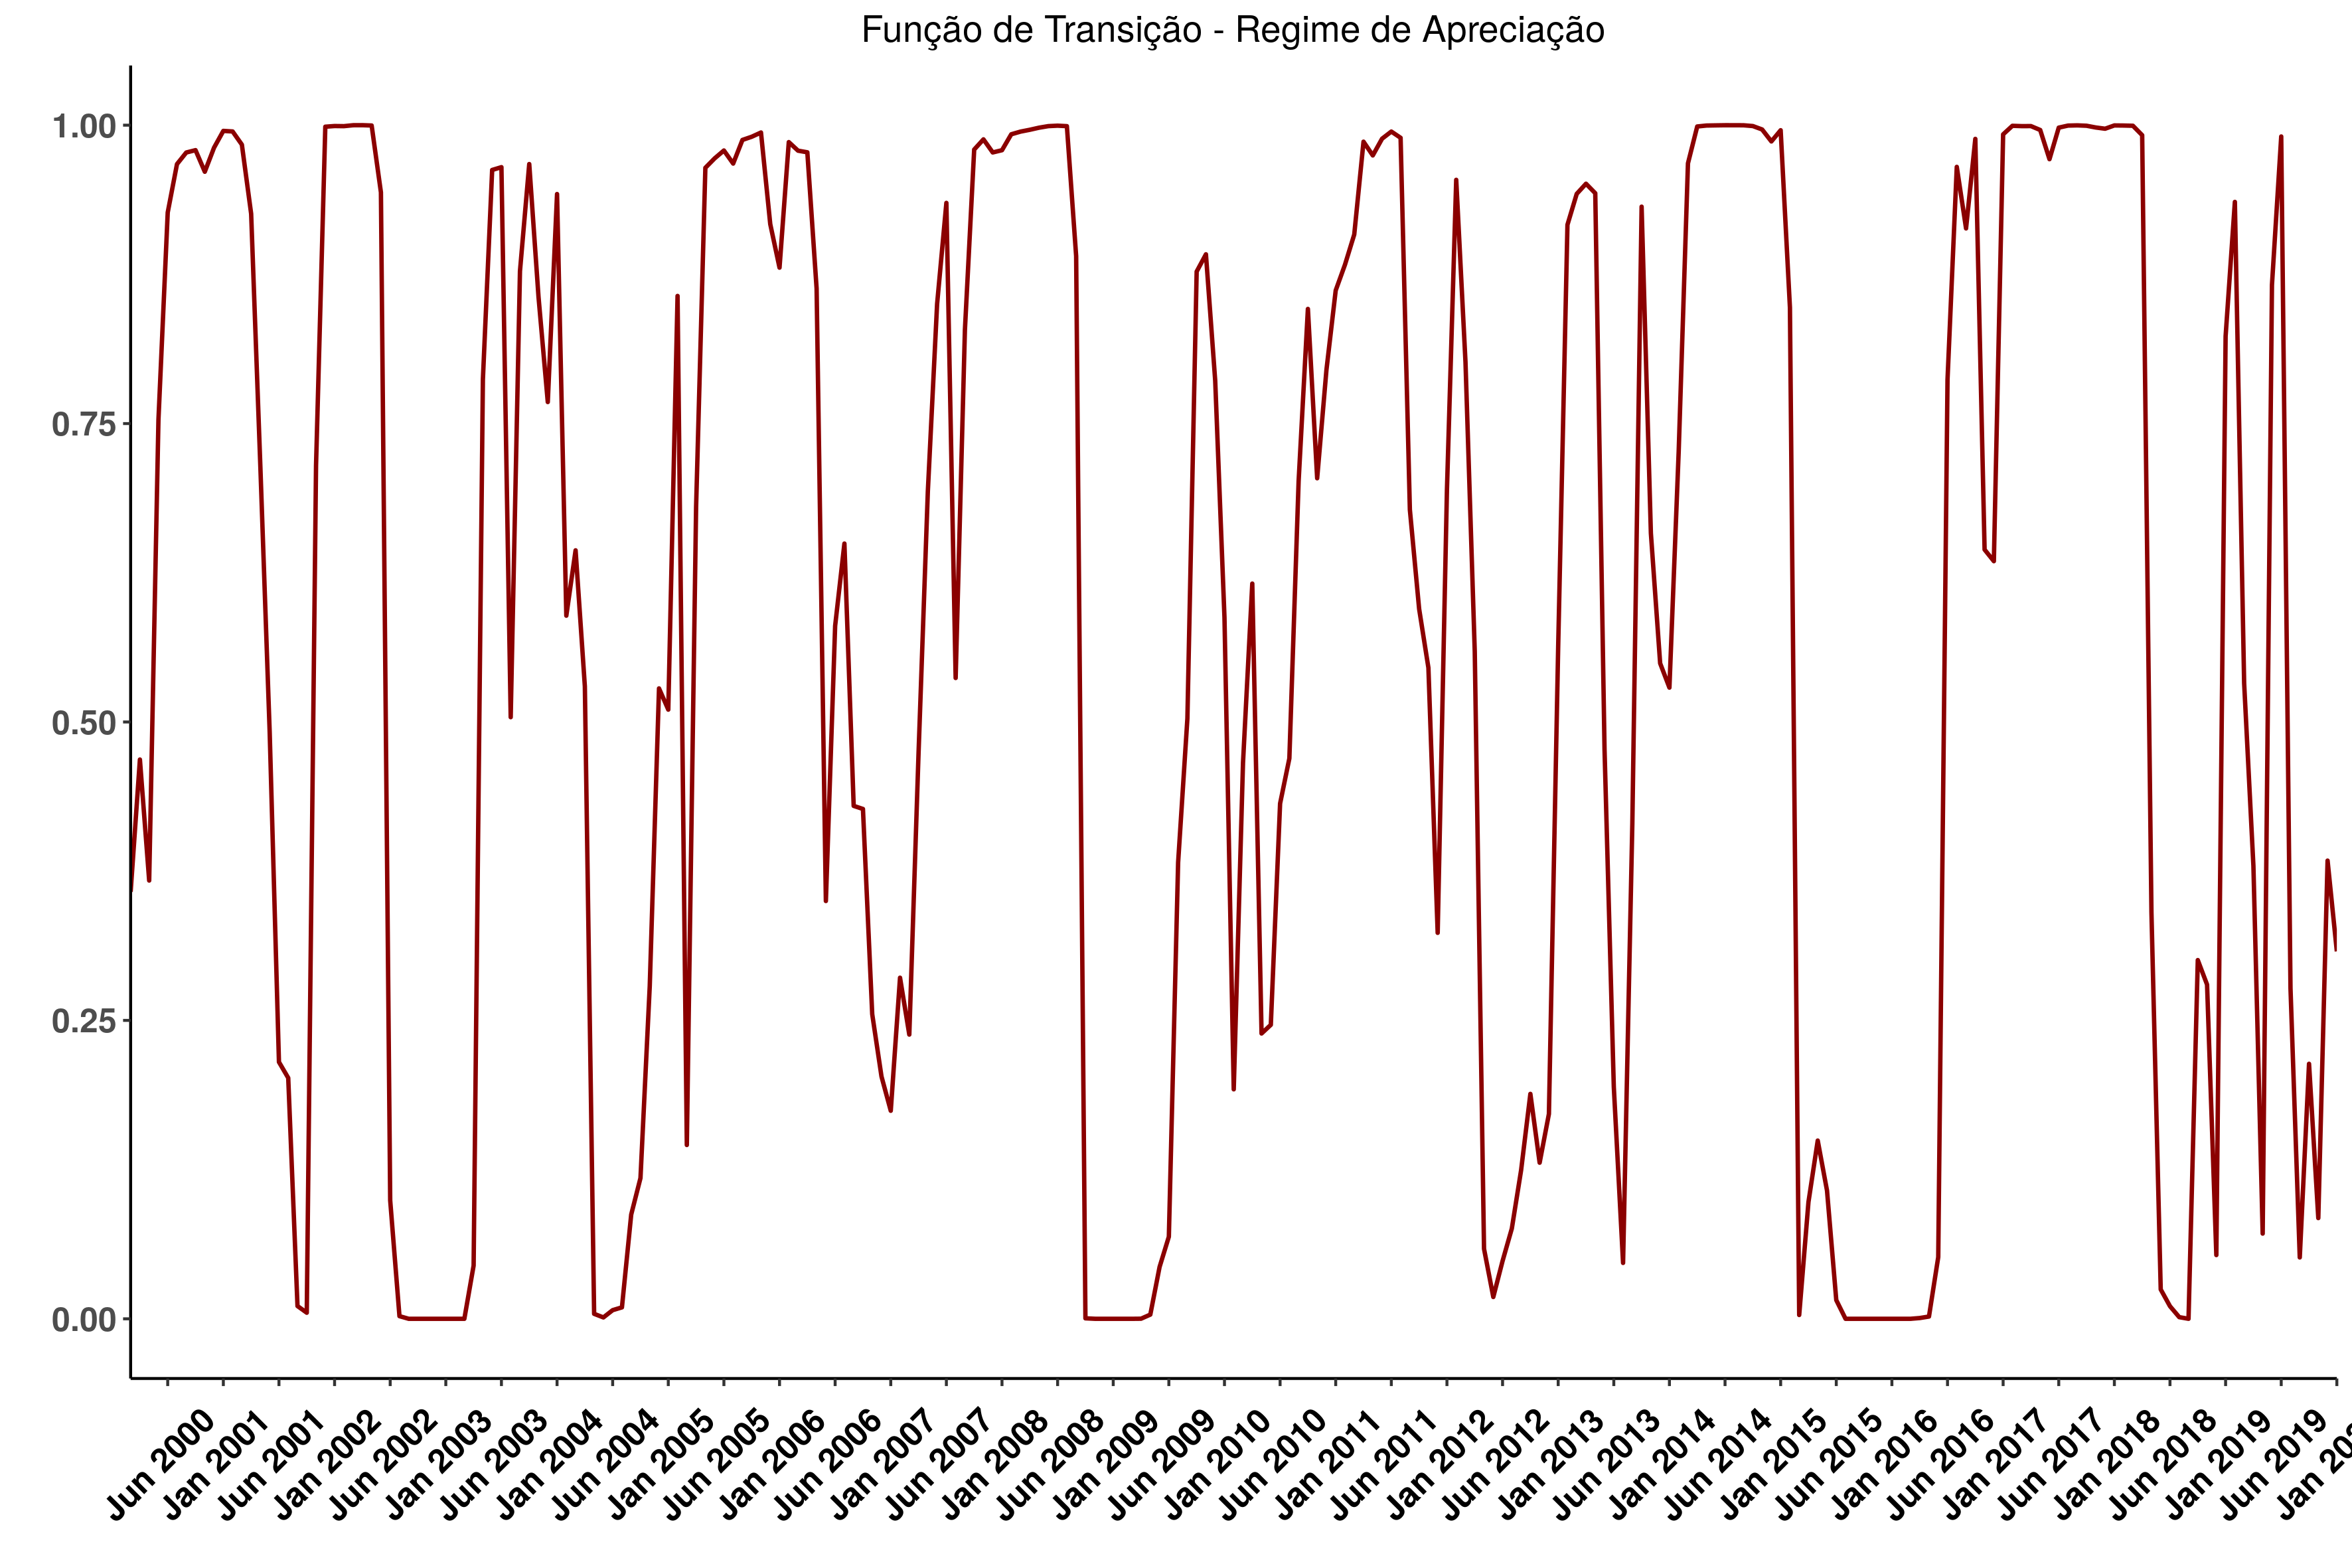 Função de Transição - Regime de Apreciação
1.00
0.75
0.50
0.25
0.00
Jun 2000
Jan 2001
Jun 2001
Jan 2002
Jun 2002
Jan 2003
Jun 2003
Jan 2004
Jun 2004
Jan 2005
Jun 2005
Jan 2006
Jun 2006
Jan 2007
Jun 2007
Jan 2008
Jun 2008
Jan 2009
Jun 2009
Jan 2010
Jun 2010
Jan 2011
Jun 2011
Jan 2012
Jun 2012
Jan 2013
Jun 2013
Jan 2014
Jun 2014
Jan 2015
Jun 2015
Jan 2016
Jun 2016
Jan 2017
Jun 2017
Jan 2018
Jun 2018
Jan 2019
Jun 2019
Jan